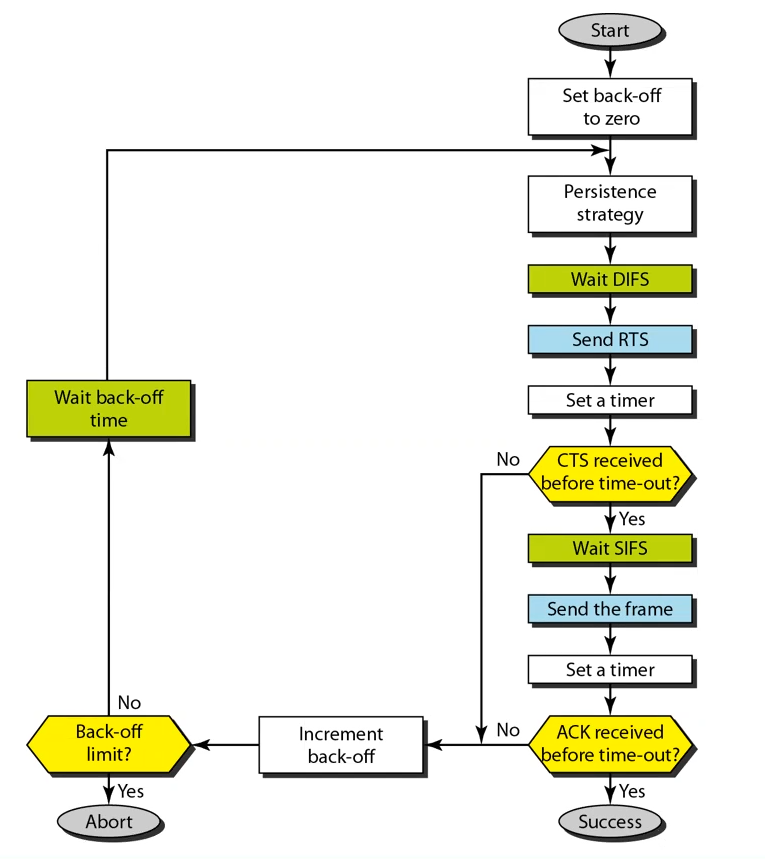 Start
Set back-off
to zero
Persistence
strategy
Wait DIFS
Send RTS
Set a timer
Wait back-off
time
No
CTS received
before time-out?
Yes
Wait SIFS
Send the frame
Set a timer
No
ACK received
before time-out?
Yes
Success
Increment
back-off
No
Back-off
limit?
Yes
Abort